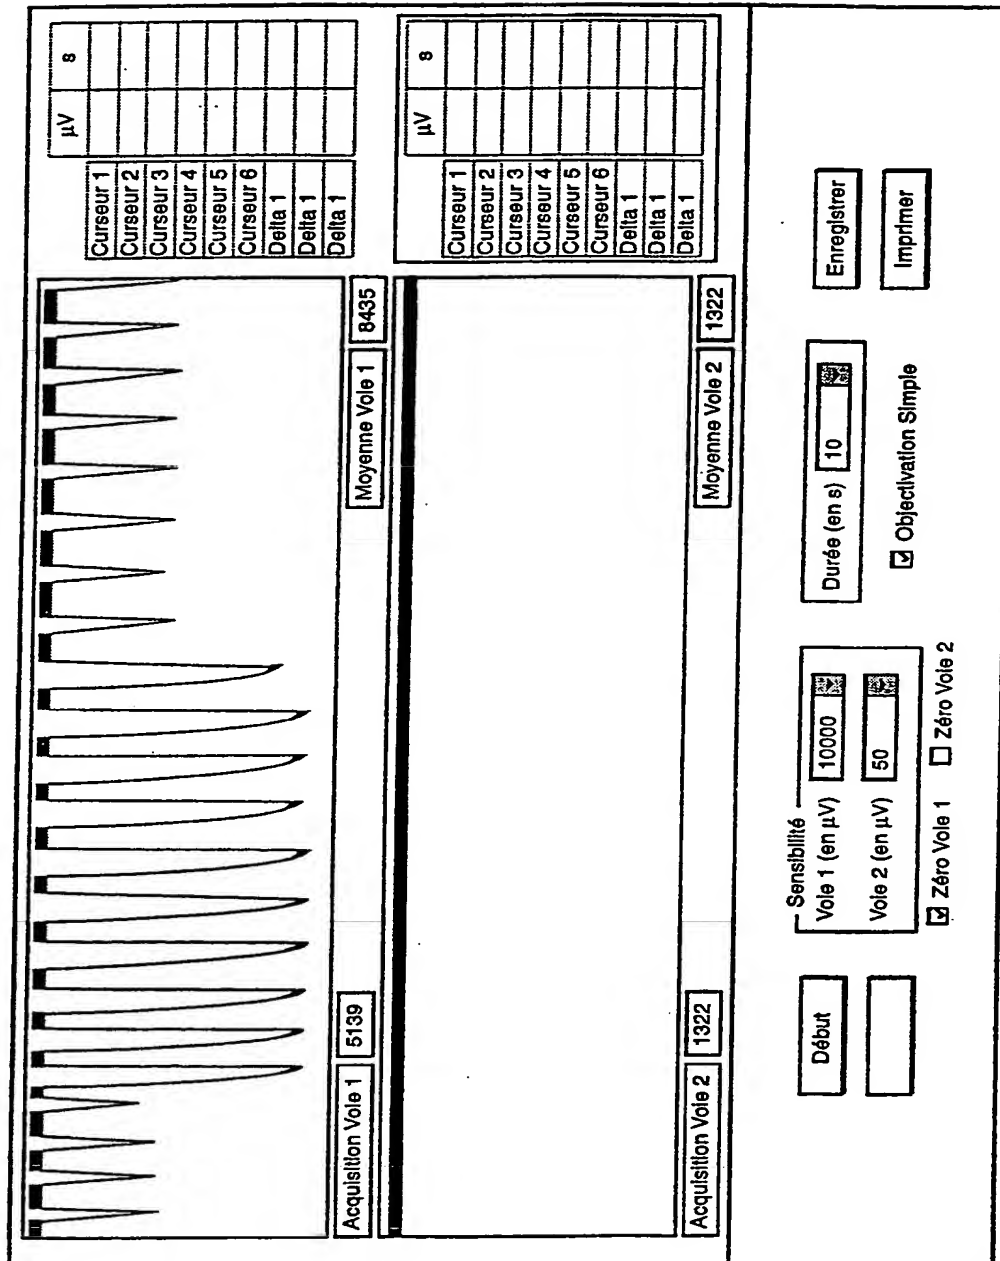 Acquisition Voie 1 5139 Moyenne Voie 1 8435
µV s
Curseur 1
Curseur 2
Curseur 3
Curseur 4
Curseur 5
Curseur 6
Delta 1
Delta 1
Delta 1
Acquisition Voie 2 1322 Moyenne Voie 2 1322
µV s
Curseur 1
Curseur 2
Curseur 3
Curseur 4
Curseur 5
Curseur 6
Delta 1
Delta 1
Delta 1
Début
Sensibilité
Voie 1 (en µV) 10000
Voie 2 (en µV) 50
Zéro Voie 1 Zéro Voie 2
Durée (en s) 10
Objectivation Simple
Enregistrer
Imprimer